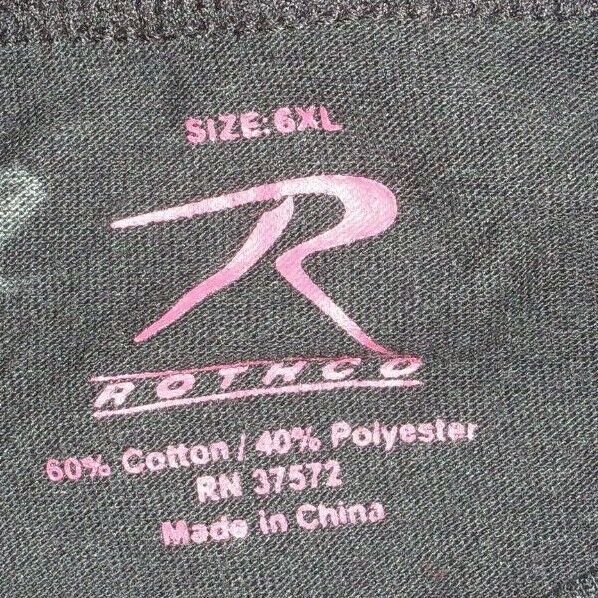 SIZE: 6XL
R
ROTHCO
60% Cotton / 40% Polyester
RN 37572
Made in China